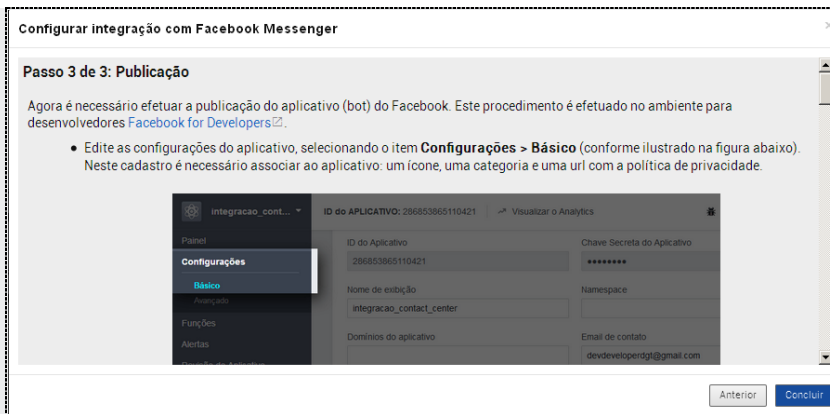 Configurar integração com Facebook Messenger
×
Passo 3 de 3: Publicação
Agora é necessário efetuar a publicação do aplicativo (bot) do Facebook. Este procedimento é efetuado no ambiente para
desenvolvedores Facebook for Developers.
• Edite as configurações do aplicativo, selecionando o item Configurações > Básico (conforme ilustrado na figura abaixo).
Neste cadastro é necessário associar ao aplicativo: um ícone, uma categoria e uma url com a política de privacidade.
integracao_cont... ID do APLICATIVO: 286853865110421 Visualizar o Analytics
Painel
ID do Aplicativo Chave Secreta do Aplicativo
Configurações
286853865110421 ●●●●●●●●
Básico
Nome de exibição Namespace
Avançado
integracao_contact_center
Funções
Domínios do aplicativo Email de contato
Alertas
devdeveloperdgt@gmail.com
Revisão do Aplicativo
Anterior Concluir